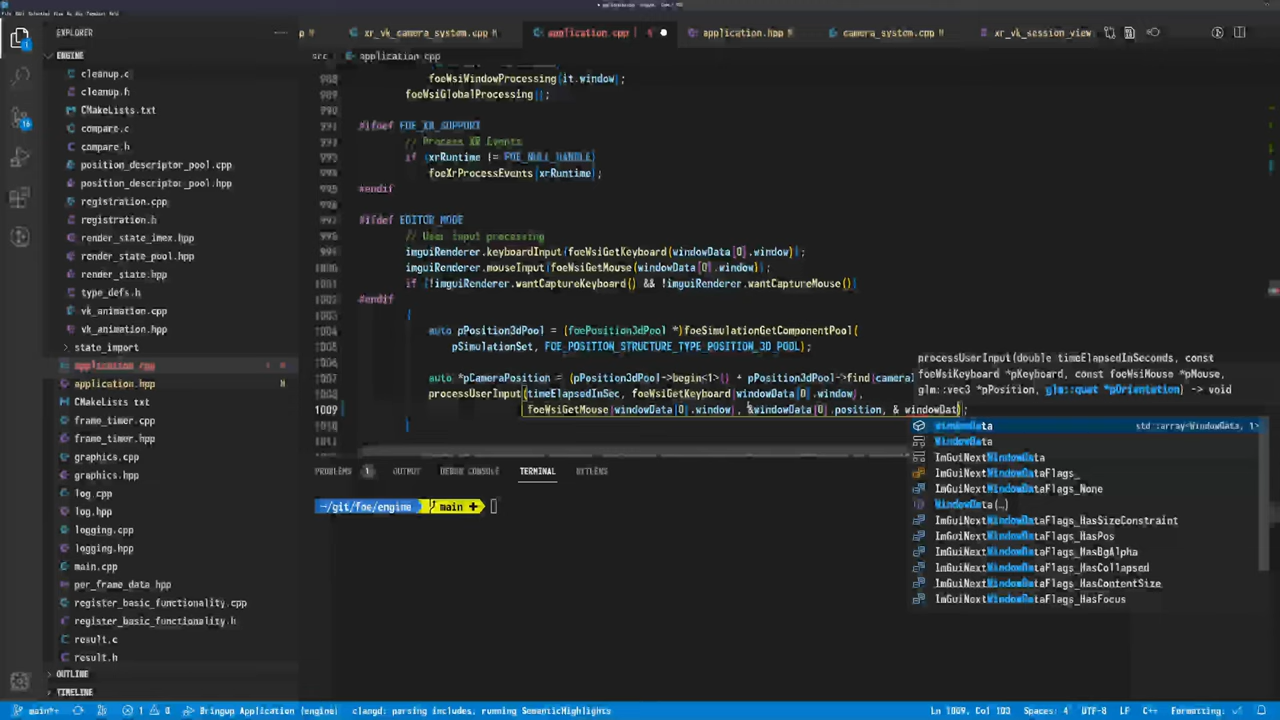 EXPLORER
xr_vk_camera_system.cpp
application.cpp
application.hpp
camera_system.cpp
xr_vk_session_view
ENGINE
src
application.cpp
cleanup.c
cleanup.h
CMakeLists.txt
compare.c
compare.h
position_descriptor_pool.cpp
position_descriptor_pool.hpp
registration.cpp
registration.h
render_state_imex.hpp
render_state_pool.hpp
render_state.hpp
type_defs.h
vk_animation.cpp
vk_animation.hpp
state_import
application.cpp
application.hpp
CMakeLists.txt
frame_timer.cpp
frame_timer.hpp
graphics.cpp
graphics.hpp
log.cpp
log.hpp
logging.cpp
logging.hpp
main.cpp
per_frame_data.hpp
register_basic_functionality.cpp
register_basic_functionality.h
result.c
result.h
OUTLINE
TIMELINE
foeWsiWindowProcessing(it.window);
foeWsiGlobalProcessing();
#ifdef FOE_XR_SUPPORT
// Process XR Events
if (xrRuntime != FOE_NULL_HANDLE)
foeXrProcessEvents(xrRuntime);
#endif
#ifdef EDITOR_MODE
// User input processing
imguiRenderer.keyboardInput(foeWsiGetKeyboard(windowData[0].window));
imguiRenderer.mouseInput(foeWsiGetMouse(windowData[0].window));
if (!imguiRenderer.wantCaptureKeyboard() && !imguiRenderer.wantCaptureMouse())
#endif
{
auto pPosition3dPool = (foePosition3dPool *)foeSimulationGetComponentPool(
pSimulationSet, FOE_POSITION_STRUCTURE_TYPE_POSITION_3D_POOL);
auto *pCameraPosition = (pPosition3dPool->begin<1>() + pPosition3dPool->find(camera
processUserInput(timeElapsedInSec, foeWsiGetKeyboard(windowData[0].window),
1009 foeWsiGetMouse(windowData[0].window), &windowData[0].position, & windowDat);
}
processUserInput(double timeElapsedInSeconds, const
foeWsiKeyboard *pKeyboard, const foeWsiMouse *pMouse,
glm::vec3 *pPosition, glm::quat *pOrientation) -> void
windowData std::array<WindowData, 1>
WindowData
ImGuiNextWindowData
ImGuiNextWindowDataFlags_
ImGuiNextWindowDataFlags_None
WindowData(…)
ImGuiNextWindowDataFlags_HasSizeConstraint
ImGuiNextWindowDataFlags_HasPos
ImGuiNextWindowDataFlags_HasBgAlpha
ImGuiNextWindowDataFlags_HasCollapsed
ImGuiNextWindowDataFlags_HasContentSize
ImGuiNextWindowDataFlags_HasFocus
PROBLEMS 1 OUTPUT DEBUG CONSOLE TERMINAL
~/git/foe/engine main +
main*+ 1 0 Bringup Application (engine) clangd: parsing includes, running SemanticHighlights
Ln 1009, Col 103 Spaces: 4 UTF-8 LF C++ Formatting: ✓